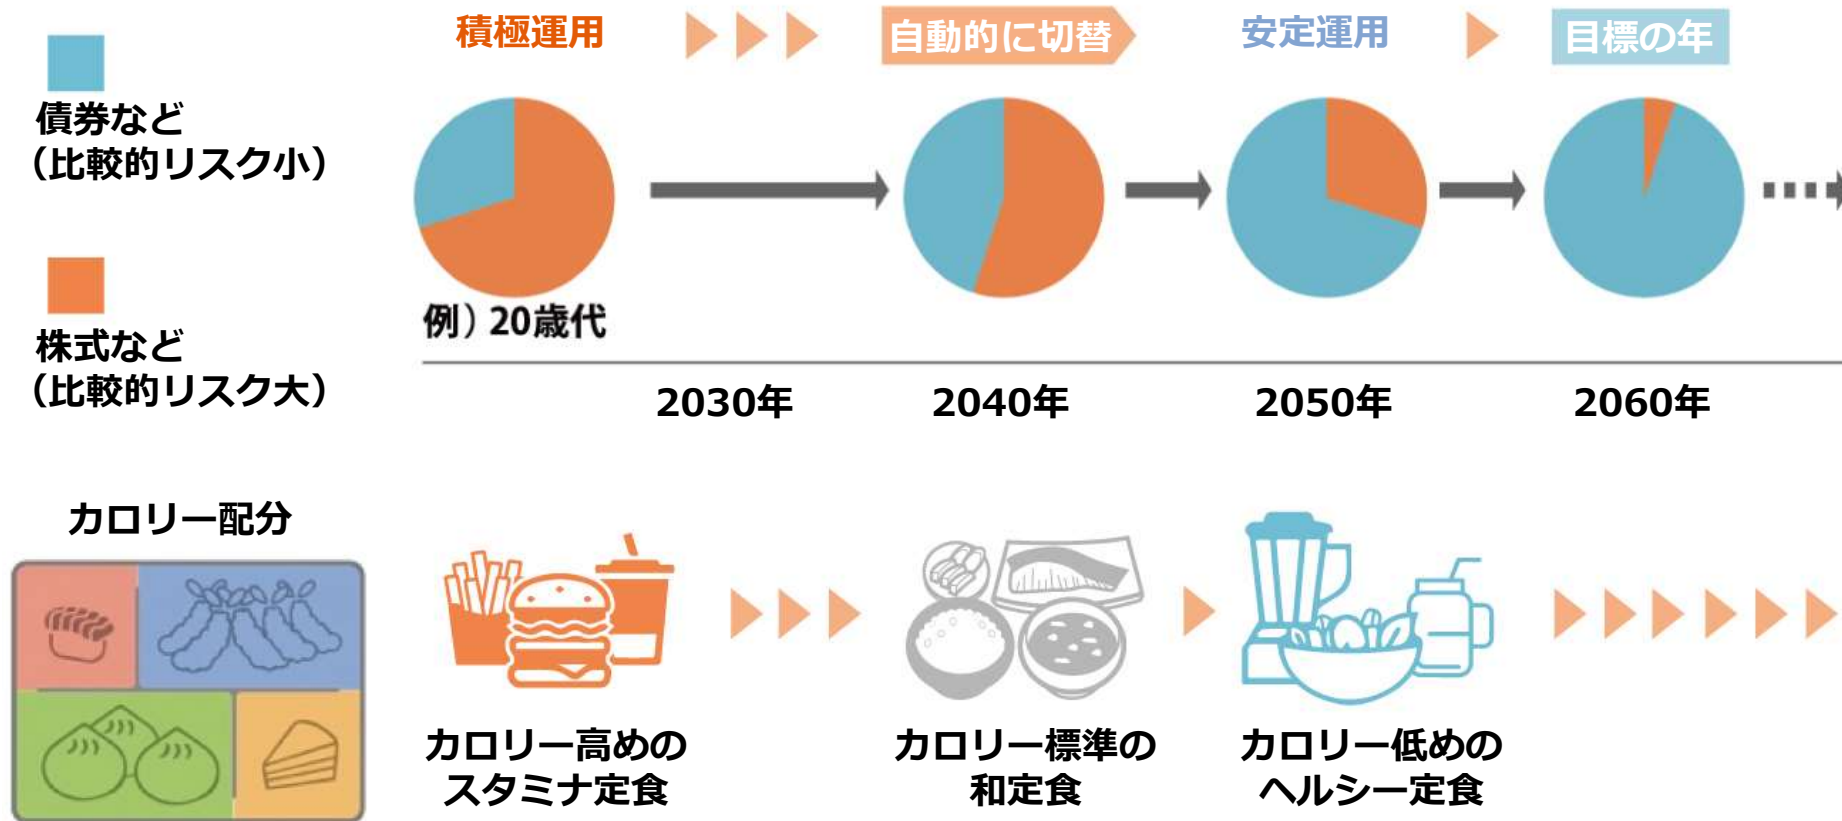 積極運用
自動的に切替
安定運用
目標の年
債券など
（比較的リスク小）
株式など
（比較的リスク大）
例）20歳代
2030年
2040年
2050年
2060年
カロリー配分
カロリー高めの
スタミナ定食
カロリー標準の
和定食
カロリー低めの
ヘルシー定食